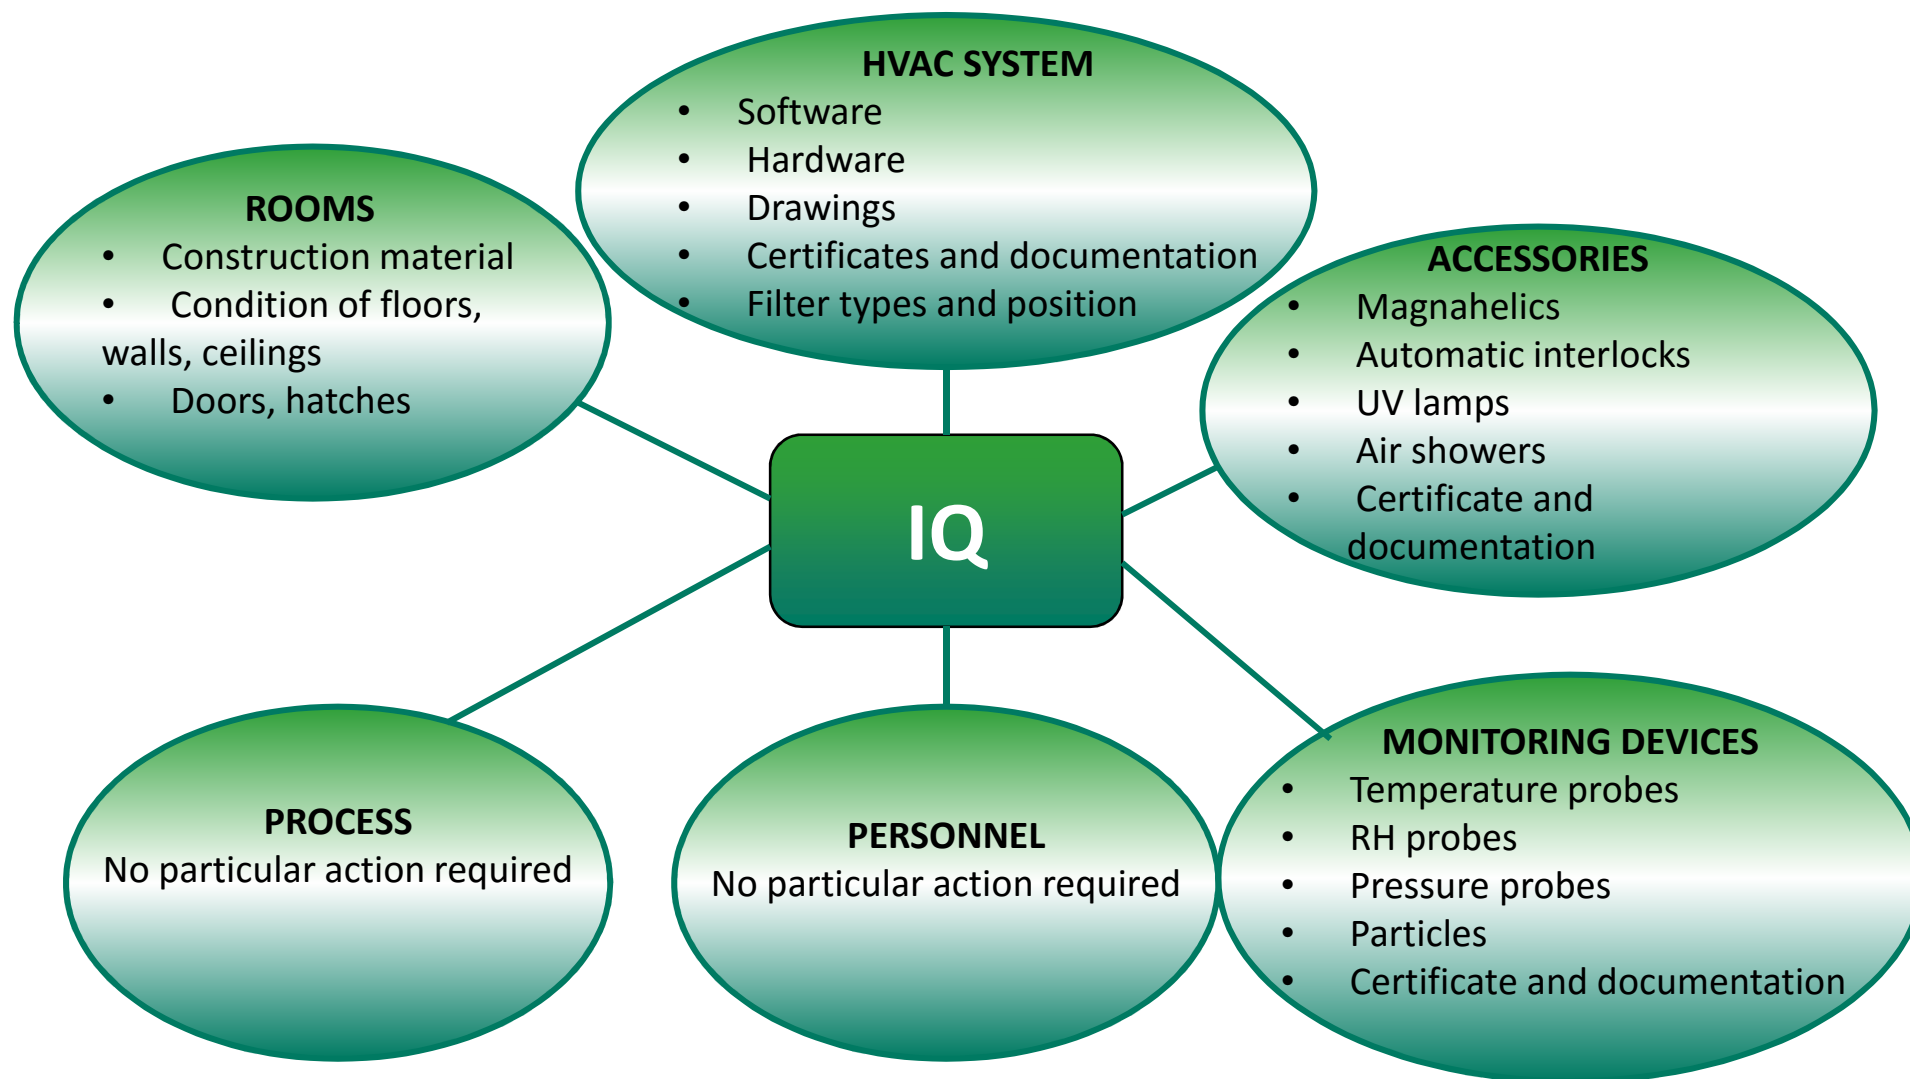 HVAC SYSTEM
• Software
• Hardware
• Drawings
• Certificates and documentation
• Filter types and position
ROOMS
• Construction material
• Condition of floors,
walls, ceilings
• Doors, hatches
ACCESSORIES
• Magnahelics
• Automatic interlocks
• UV lamps
• Air showers
• Certificate and
documentation
IQ
PROCESS
No particular action required
PERSONNEL
No particular action required
MONITORING DEVICES
• Temperature probes
• RH probes
• Pressure probes
• Particles
• Certificate and documentation